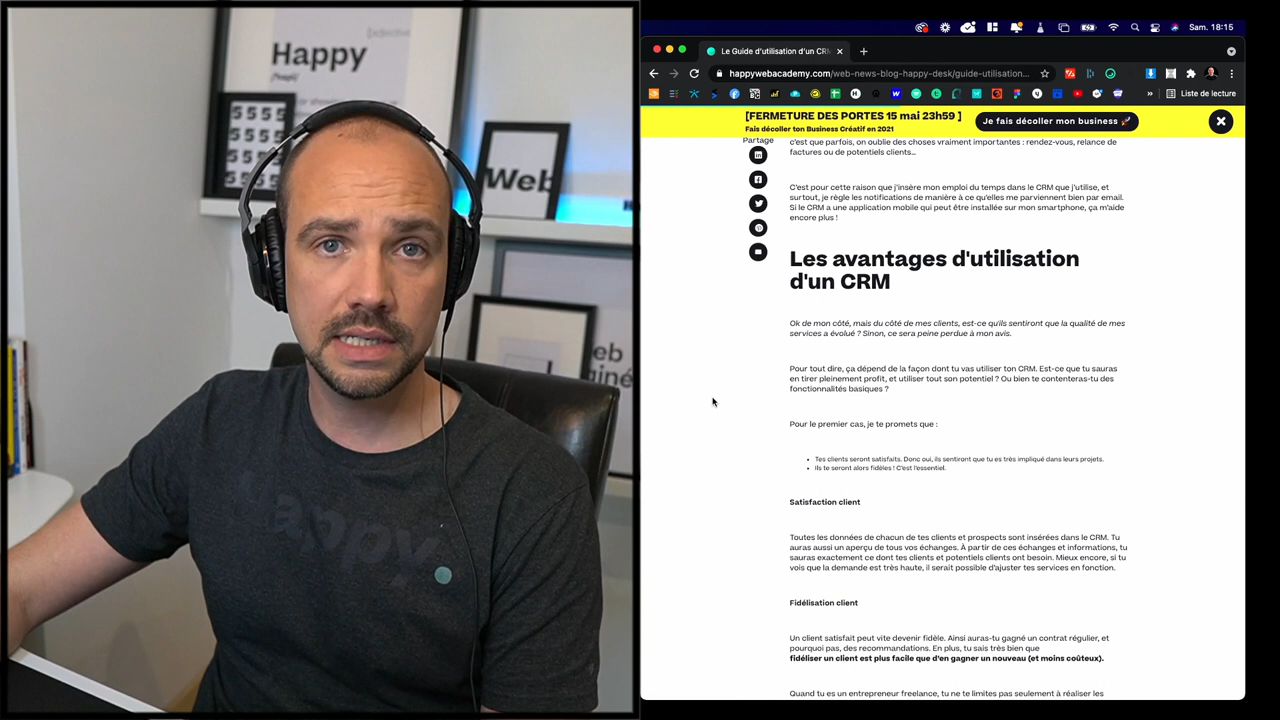 [adjective]
Happy
Web
5 5 5 5 5
eb
giné
Sam. 18:15
Le Guide d'utilisation d'un CR
happywebacademy.com/web-news-blog-happy-desk/guide-utilisation...
Liste de lecture
[FERMETURE DES PORTES 15 mai 23h59 ]
Fais décoller ton Business Créatif en 2021
Je fais décoller mon business 🚀
Partage
c'est que parfois, on oublie des choses vraiment importantes : rendez-vous, relance de
factures ou de potentiels clients...
C'est pour cette raison que j'insère mon emploi du temps dans le CRM que j'utilise, et
surtout, je règle les notifications de manière à ce qu'elles me parviennent bien par email.
Si le CRM a une application mobile qui peut être installée sur mon smartphone, ça m'aide
encore plus !
Les avantages d'utilisation
d'un CRM
Ok de mon côté, mais du côté de mes clients, est-ce qu'ils sentiront que la qualité de mes
services a évolué ? Sinon, ce sera peine perdue à mon avis.
Pour tout dire, ça dépend de la façon dont tu vas utiliser ton CRM. Est-ce que tu sauras
en tirer pleinement profit, et utiliser tout son potentiel ? Ou bien te contenteras-tu des
fonctionnalités basiques ?
Pour le premier cas, je te promets que :
• Tes clients seront satisfaits. Donc oui, ils sentiront que tu es très impliqué dans leurs projets.
• Ils te seront alors fidèles ! C'est l'essentiel.
Satisfaction client
Toutes les données de chacun de tes clients et prospects sont insérées dans le CRM. Tu
auras aussi un aperçu de tous vos échanges. À partir de ces échanges et informations, tu
sauras exactement ce dont tes clients et potentiels clients ont besoin. Mieux encore, si tu
vois que la demande est très haute, il serait possible d'ajuster tes services en fonction.
Fidélisation client
Un client satisfait peut vite devenir fidèle. Ainsi auras-tu gagné un contrat régulier, et
pourquoi pas, des recommandations. En plus, tu sais très bien que
fidéliser un client est plus facile que d'en gagner un nouveau (et moins coûteux).
Quand tu es un entrepreneur freelance, tu ne te limites pas seulement à réaliser les